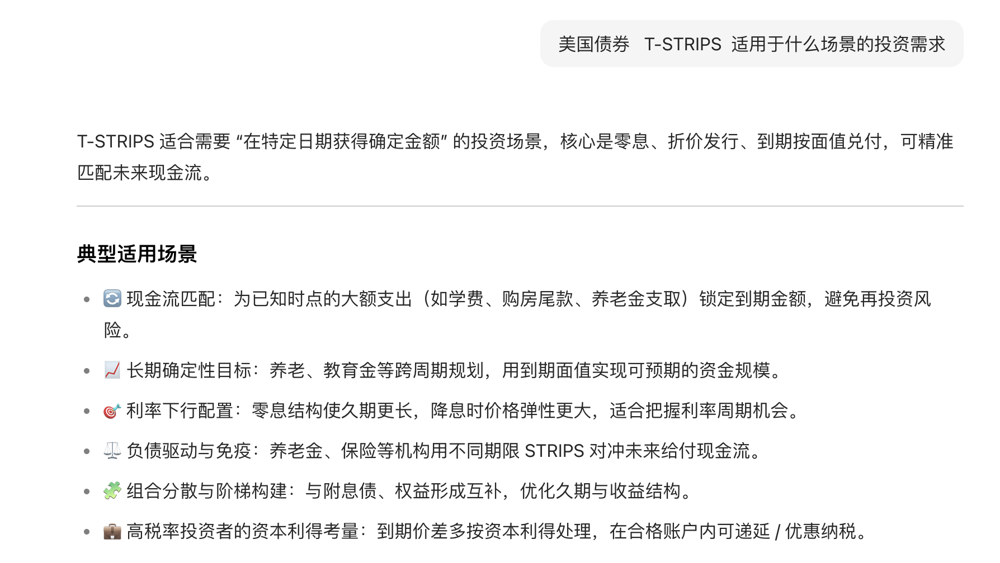 美国债券 T-STRIPS 适用于什么场景的投资需求
T-STRIPS 适合需要 “在特定日期获得确定金额” 的投资场景，核心是零息、折价发行、到期按面值兑付，可精准
匹配未来现金流。
典型适用场景
• 🔄 现金流匹配：为已知时点的大额支出（如学费、购房尾款、养老金支取）锁定到期金额，避免再投资风
险。
• 📈 长期确定性目标：养老、教育金等跨周期规划，用到期面值实现可预期的资金规模。
• 🎯 利率下行配置：零息结构使久期更长，降息时价格弹性更大，适合把握利率周期机会。
• ⚖️ 负债驱动与免疫：养老金、保险等机构用不同期限 STRIPS 对冲未来给付现金流。
• 🧩 组合分散与阶梯构建：与附息债、权益形成互补，优化久期与收益结构。
• 💼 高税率投资者的资本利得考量：到期价差多按资本利得处理，在合格账户内可递延 / 优惠纳税。